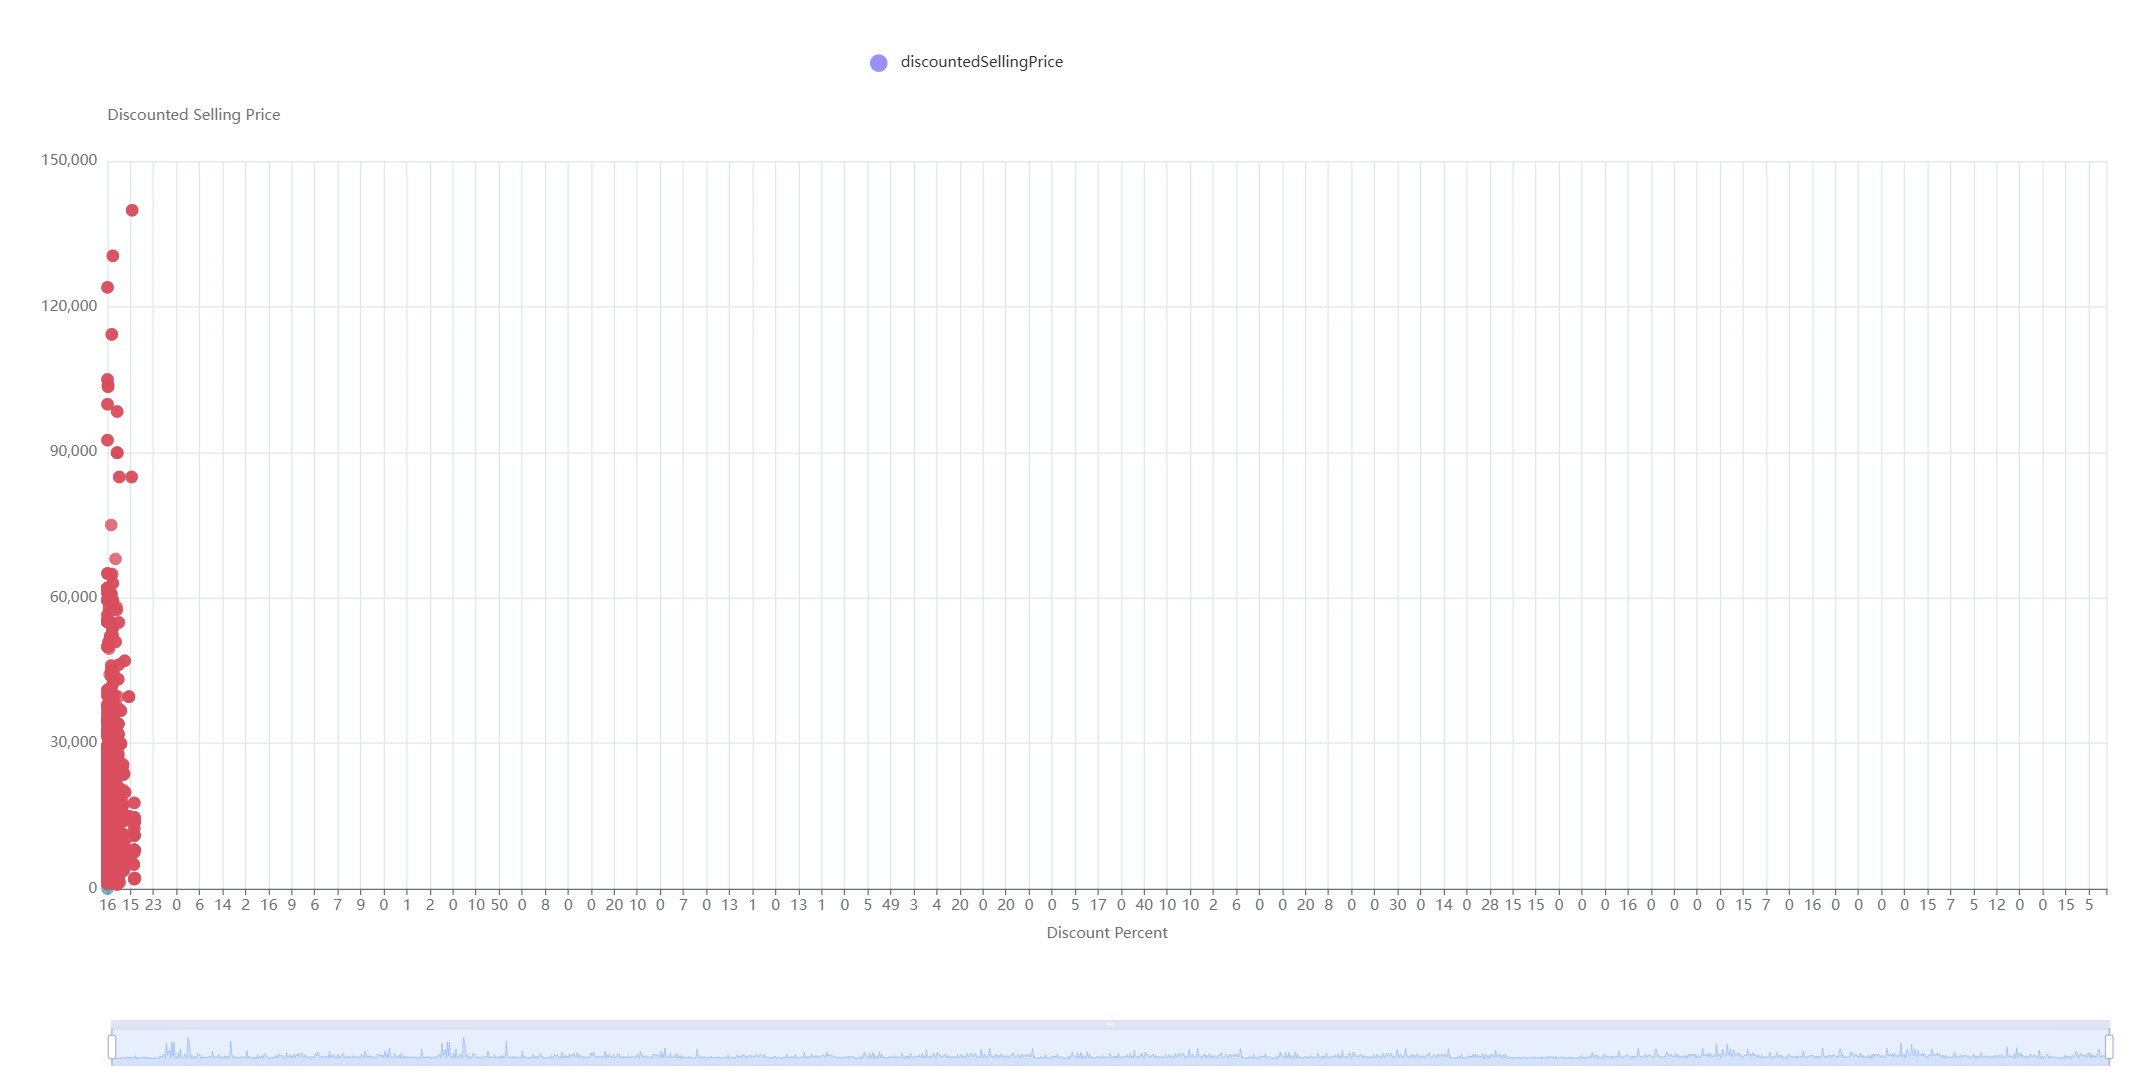 discountedSellingPrice
Discounted Selling Price
150,000
120,000
90,000
60,000
30,000
0
16 15 23 0 6 14 2 16 9 6 7 9 0 1 2 0 10 50 0 8 0 0 20 10 0 7 0 13 1 0 13 1 0 5 49 3 4 20 0 20 0 0 5 17 0 40 10 10 2 6 0 0 20 8 0 0 30 0 14 0 28 15 15 0 0 0 16 0 0 0 0 15 7 0 16 0 0 0 0 15 7 5 12 0 0 15 5
Discount Percent